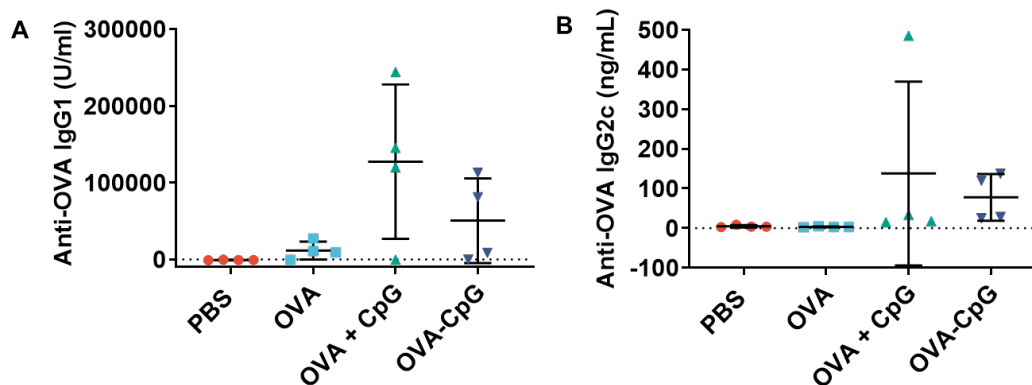 A
Anti-OVA IgG1 (U/ml)
300000
200000
100000
0
PBS
OVA
OVA + CpG
OVA-CpG
B
Anti-OVA IgG2c (ng/mL)
500
400
300
200
100
0
-100
PBS
OVA
OVA + CpG
OVA-CpG